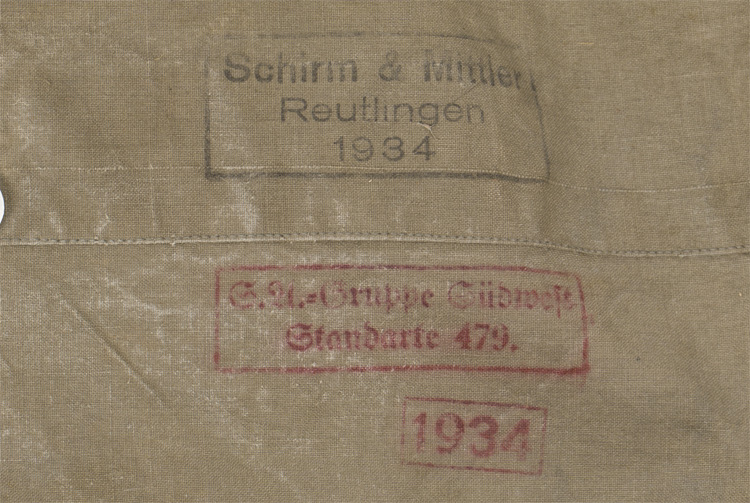 Schirm & Mittler
Reutlingen
1934
S.A.-Gruppe Südwest
Standarte 479.
1934